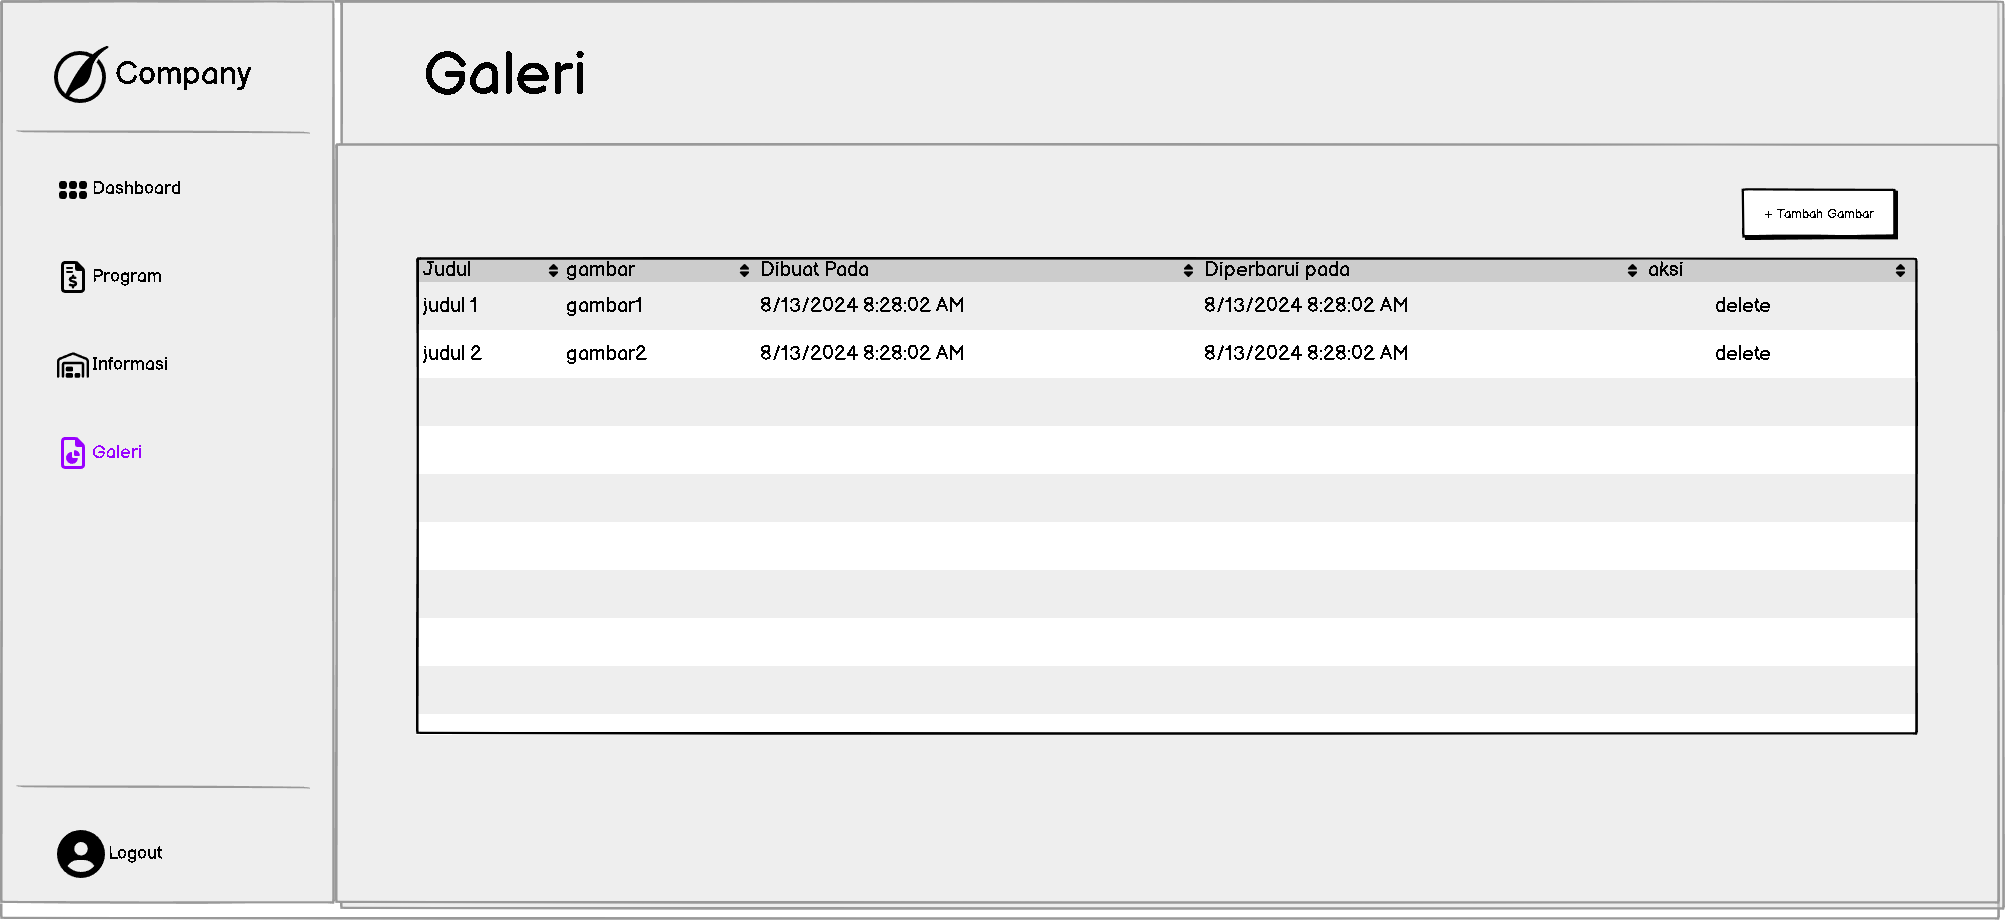 Company
Galeri
Dashboard
Program
Informasi
Galeri
Logout
+ Tambah Gambar
Judul gambar Dibuat Pada Diperbarui pada aksi
judul 1 gambar1 8/13/2024 8:28:02 AM 8/13/2024 8:28:02 AM delete
judul 2 gambar2 8/13/2024 8:28:02 AM 8/13/2024 8:28:02 AM delete